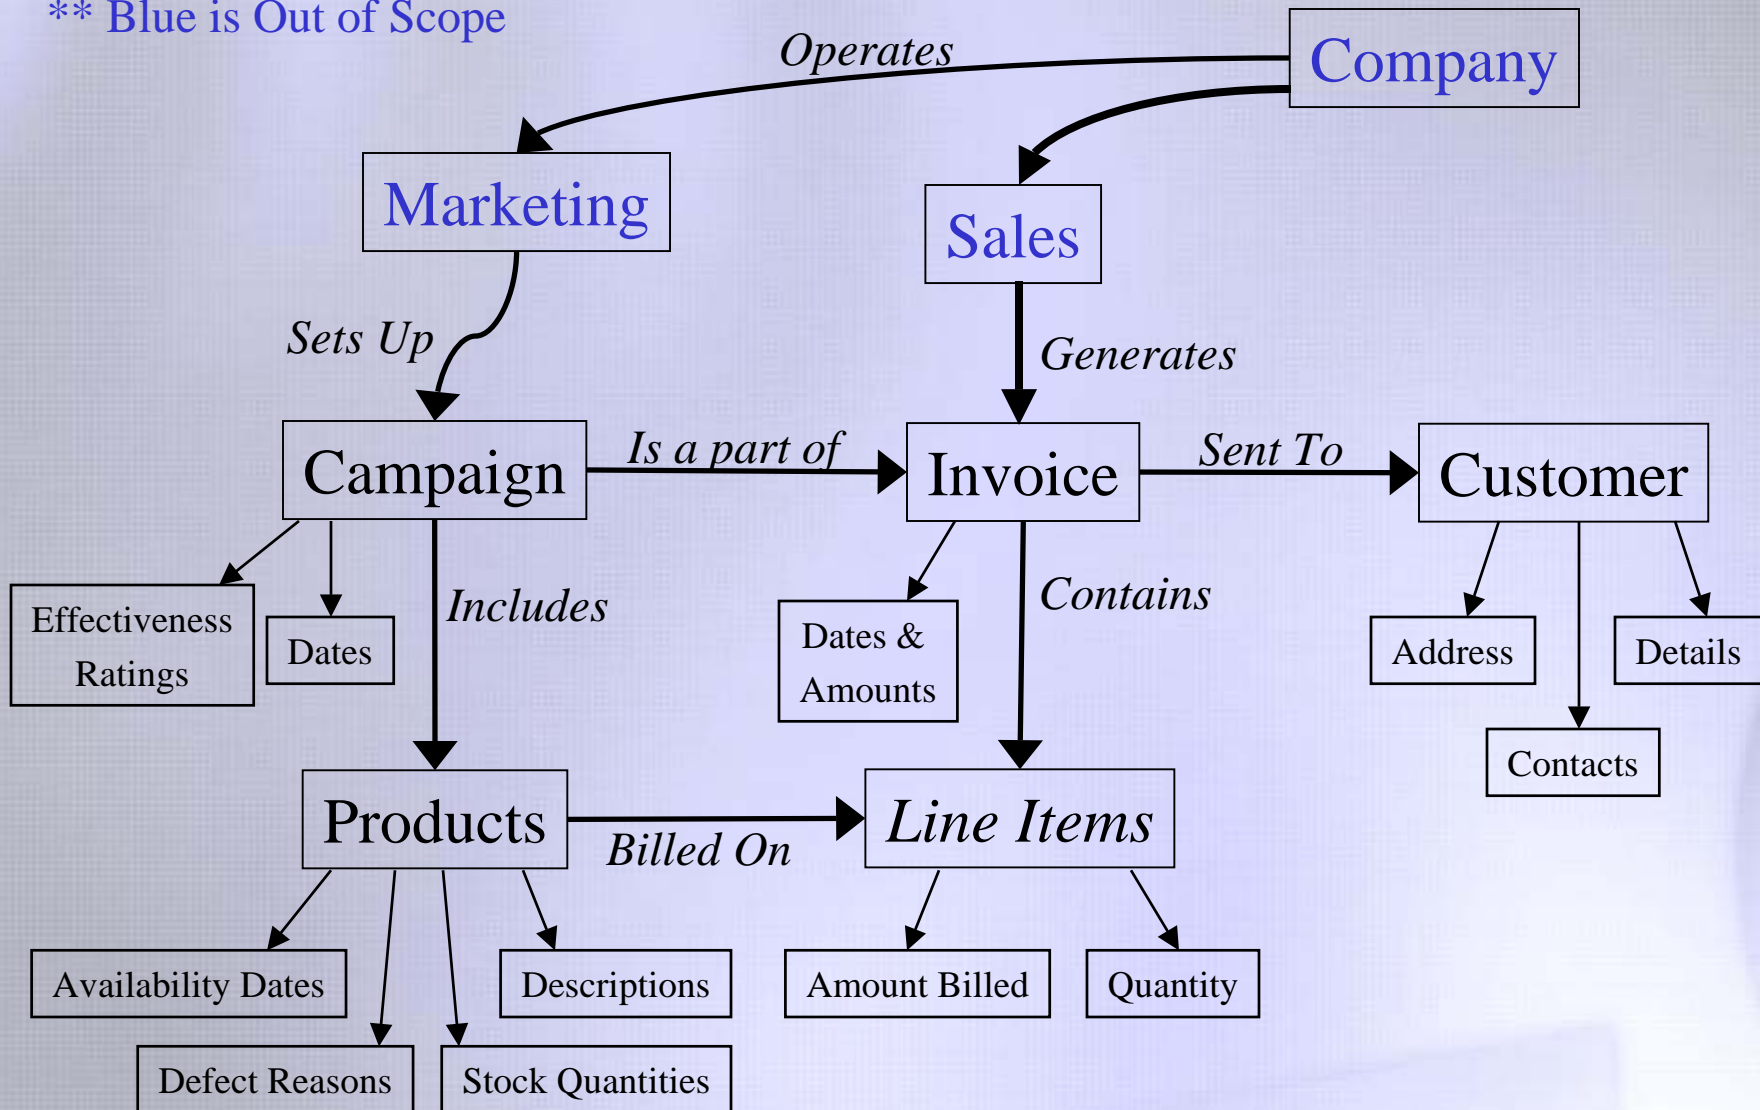 ** Blue is Out of Scope
Operates
Company
Marketing
Sales
Sets Up
Generates
Campaign
Is a part of
Invoice
Sent To
Customer
Effectiveness
Ratings
Dates
Includes
Dates &
Amounts
Contains
Address
Details
Contacts
Products
Billed On
Line Items
Availability Dates
Descriptions
Amount Billed
Quantity
Defect Reasons
Stock Quantities